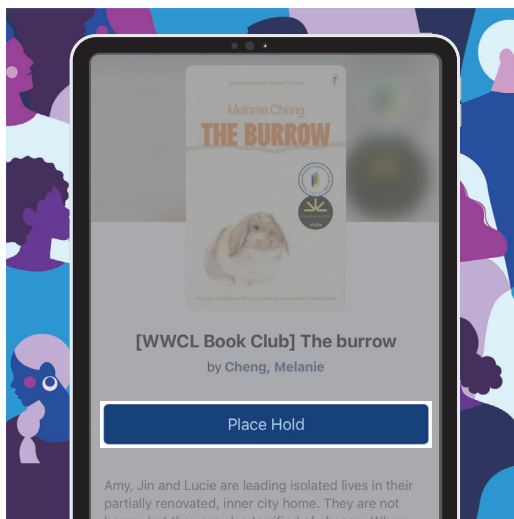 Melanie Cheng
THE BURROW
[WWCL Book Club] The burrow
by Cheng, Melanie
Place Hold
Amy, Jin and Lucie are leading isolated lives in their
partially renovated, inner city home. They are not